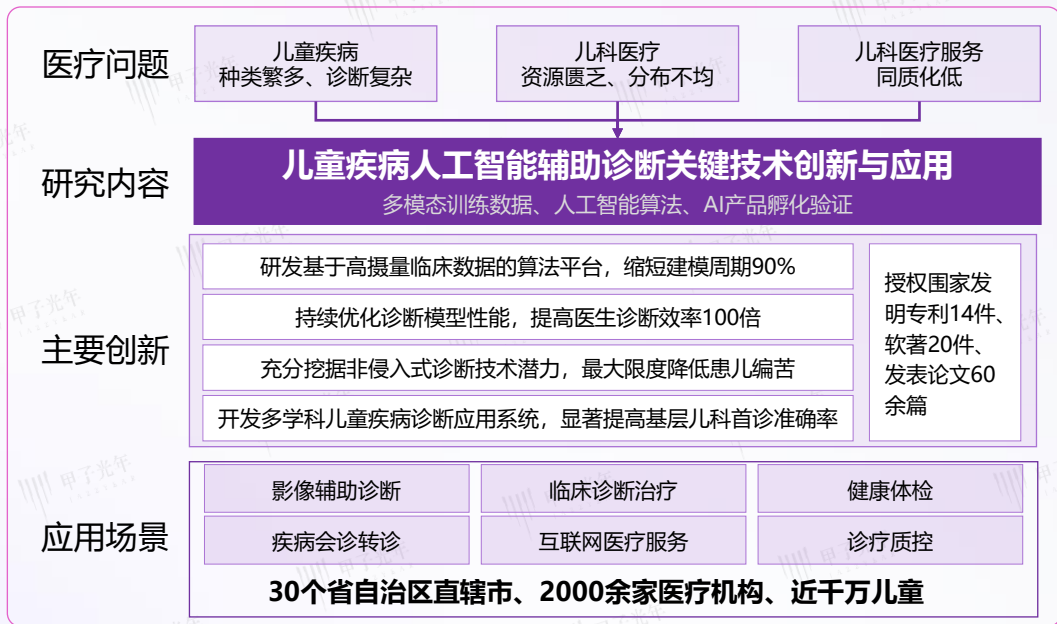 医疗问题
儿童疾病
种类繁多、诊断复杂
儿科医疗
资源匮乏、分布不均
儿科医疗服务
同质化低
研究内容
儿童疾病人工智能辅助诊断关键技术创新与应用
多模态训练数据、人工智能算法、AI产品孵化验证
主要创新
研发基于高摄量临床数据的算法平台，缩短建模周期90%
持续优化诊断模型性能，提高医生诊断效率100倍
充分挖据非侵入式诊断技术潜力，最大限度降低患儿编苦
开发多学科儿童疾病诊断应用系统，显著提高基层儿科首诊准确率
授权围家发
明专利14件、
软著20件、
发表论文60
余篇
应用场景
影像辅助诊断
临床诊断治疗
健康体检
疾病会诊转诊
互联网医疗服务
诊疗质控
30个省自治区直辖市、2000余家医疗机构、近千万儿童
甲子光年